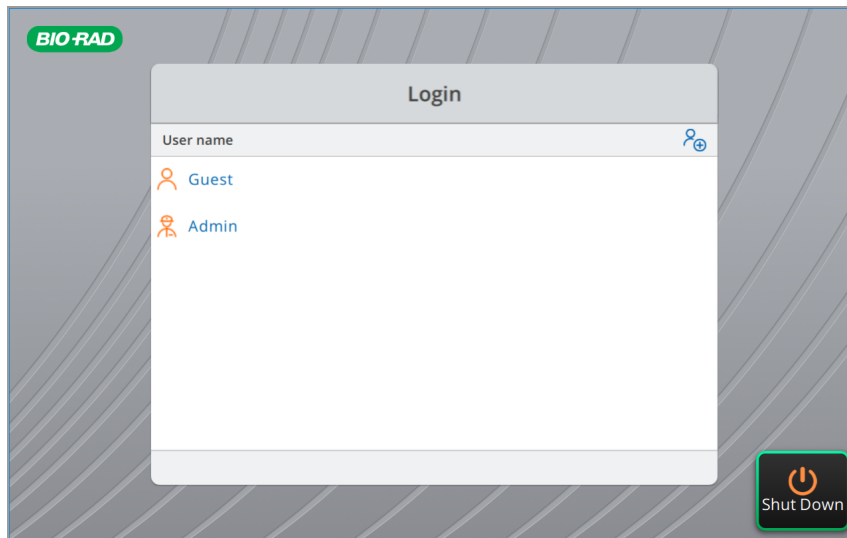 BIO-RAD
Login
User name
Guest
Admin
Shut Down